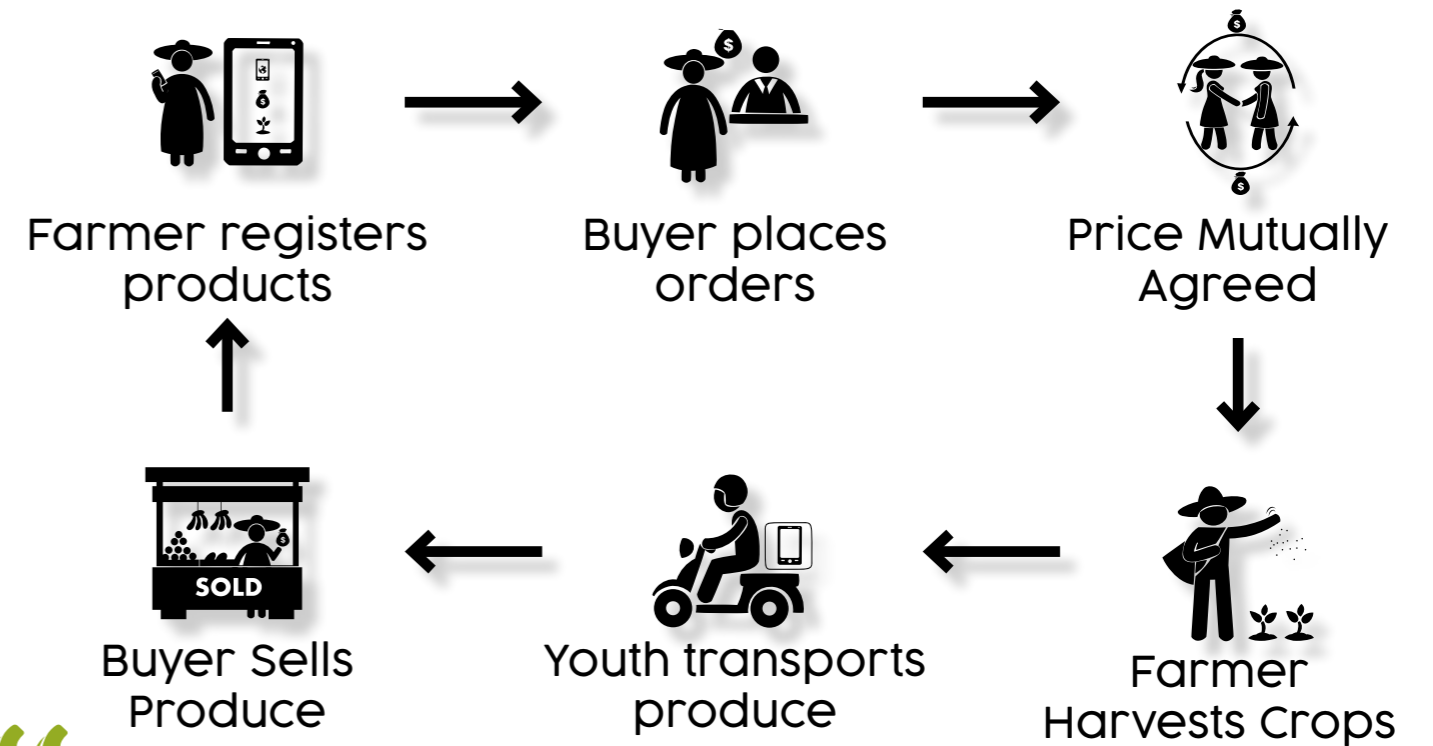 Farmer registers
products
Buyer places
orders
Price Mutually
Agreed
SOLD
Buyer Sells
Produce
Youth transports
produce
Farmer
Harvests Crops